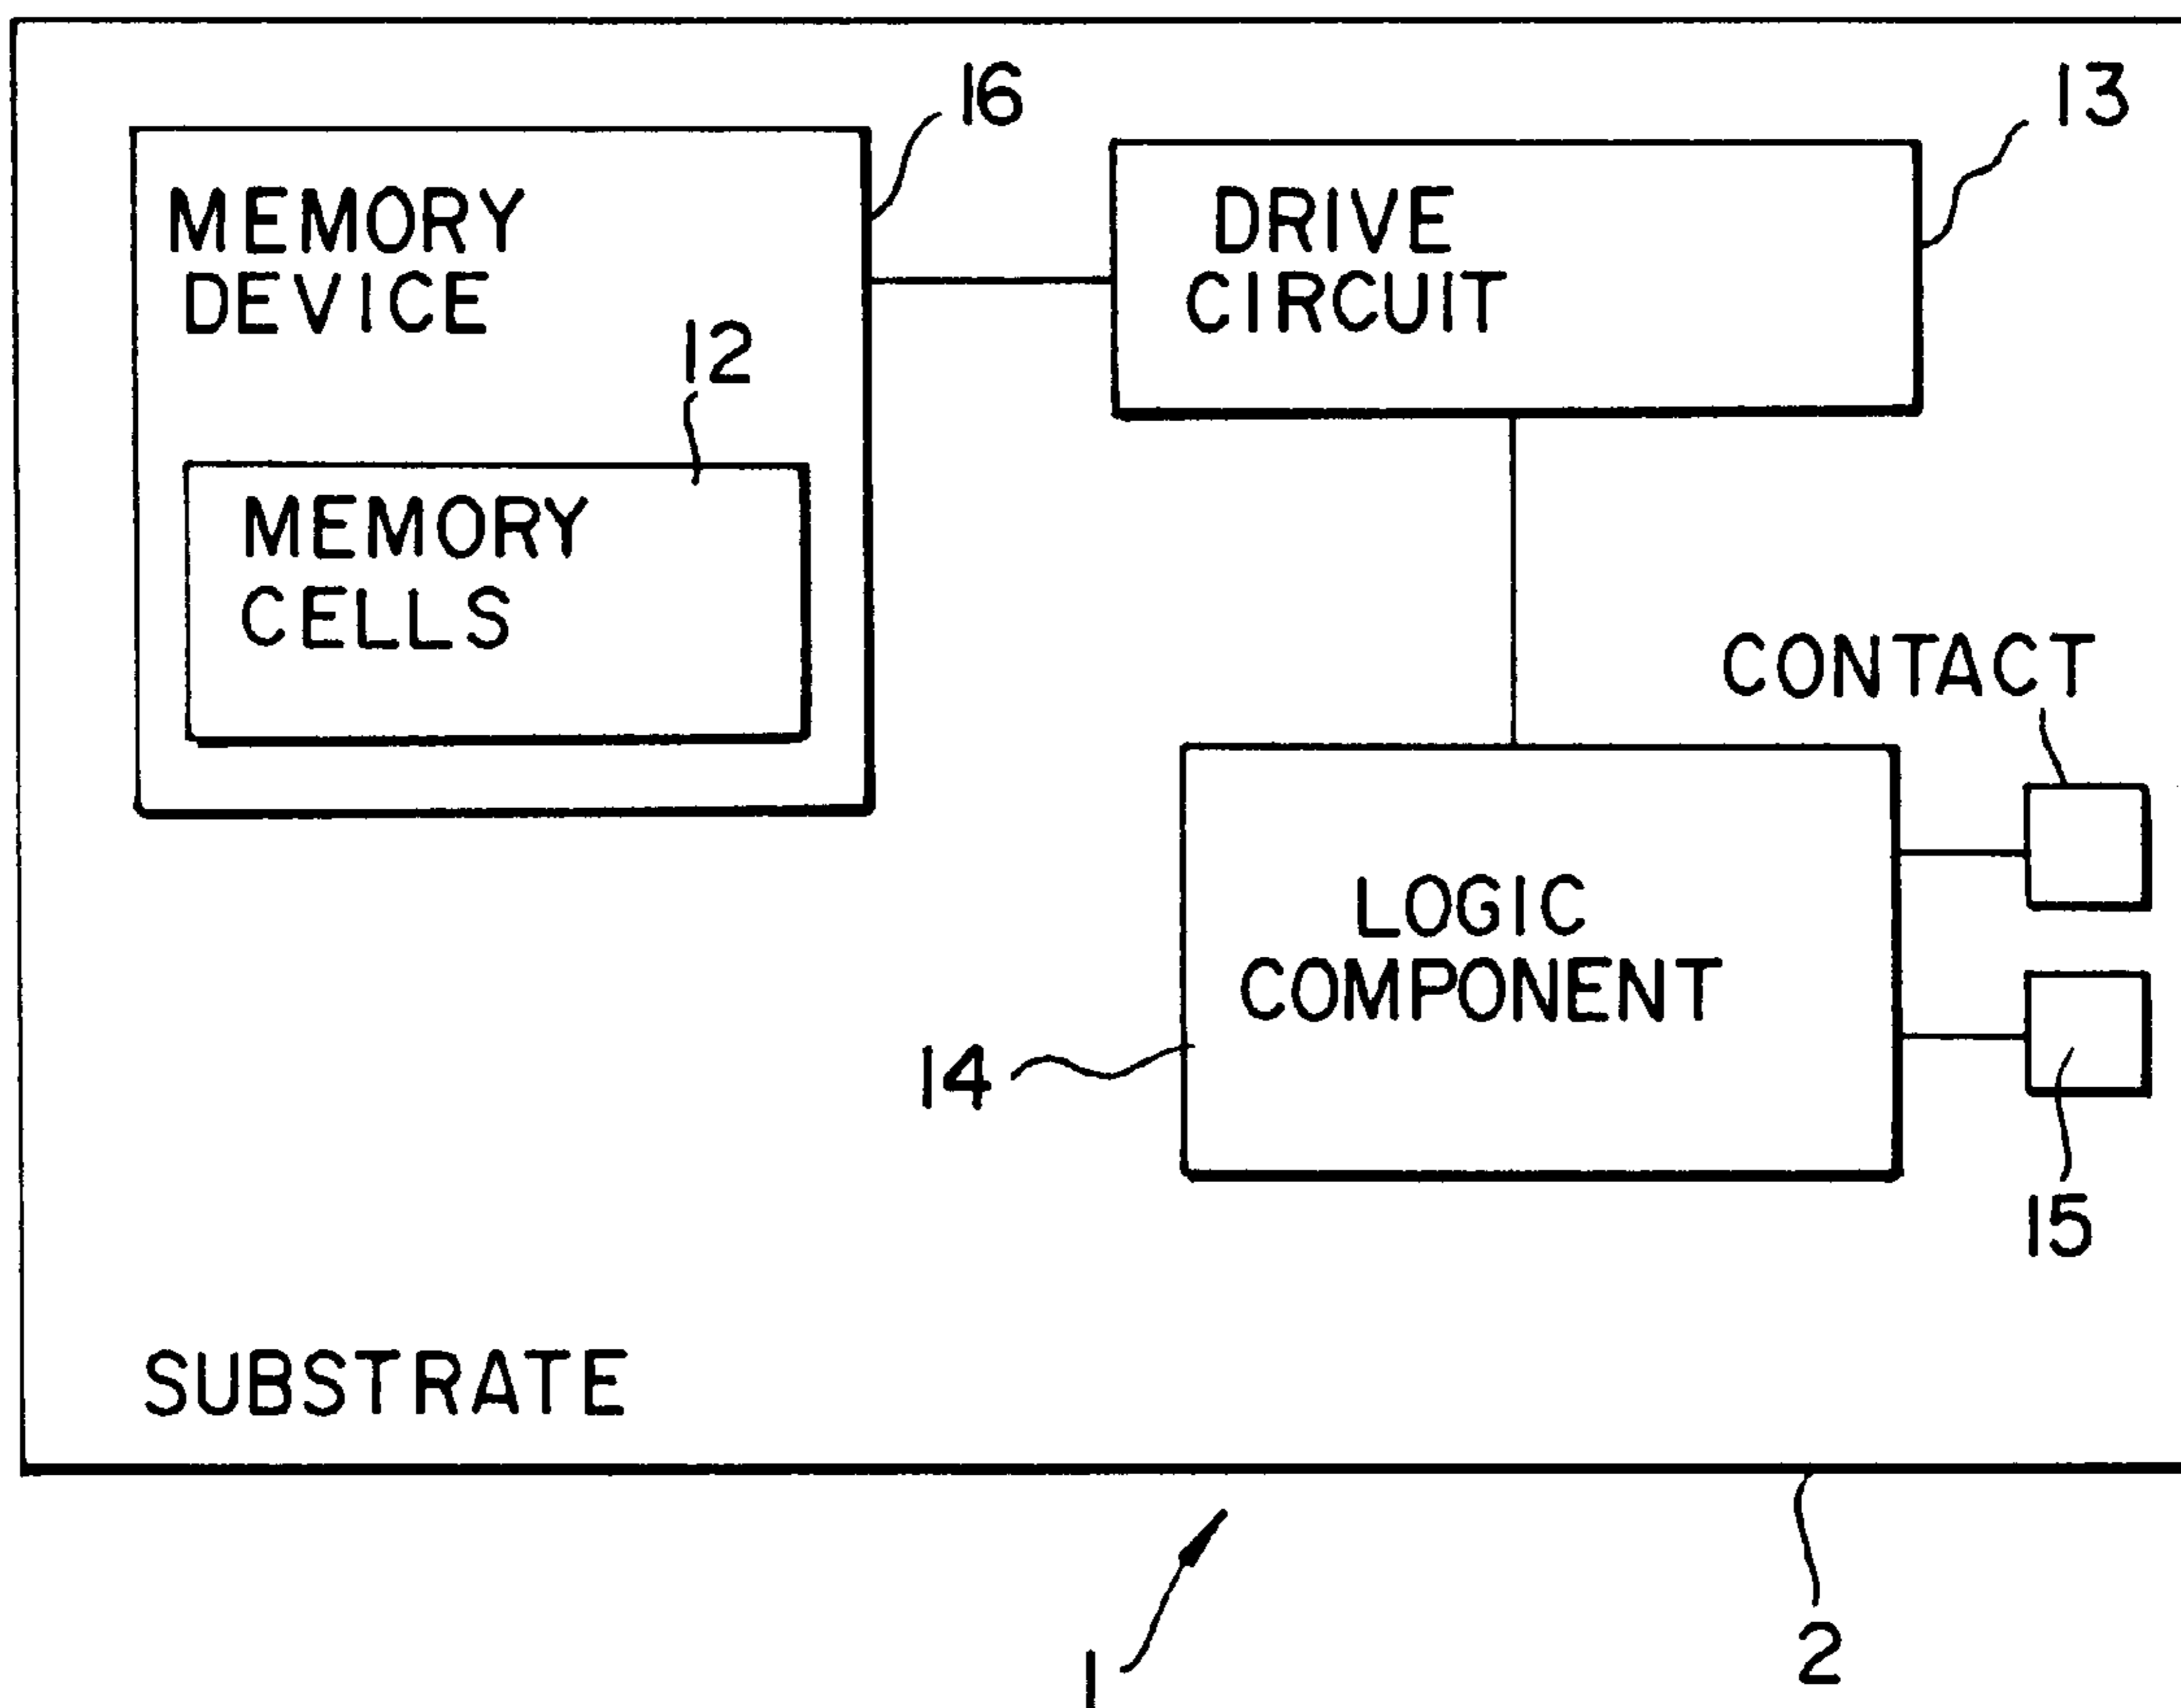 16
13
MEMORY
DEVICE
DRIVE
CIRCUIT
12
MEMORY
CELLS
CONTACT
LOGIC
COMPONENT
14
15
SUBSTRATE
1
2